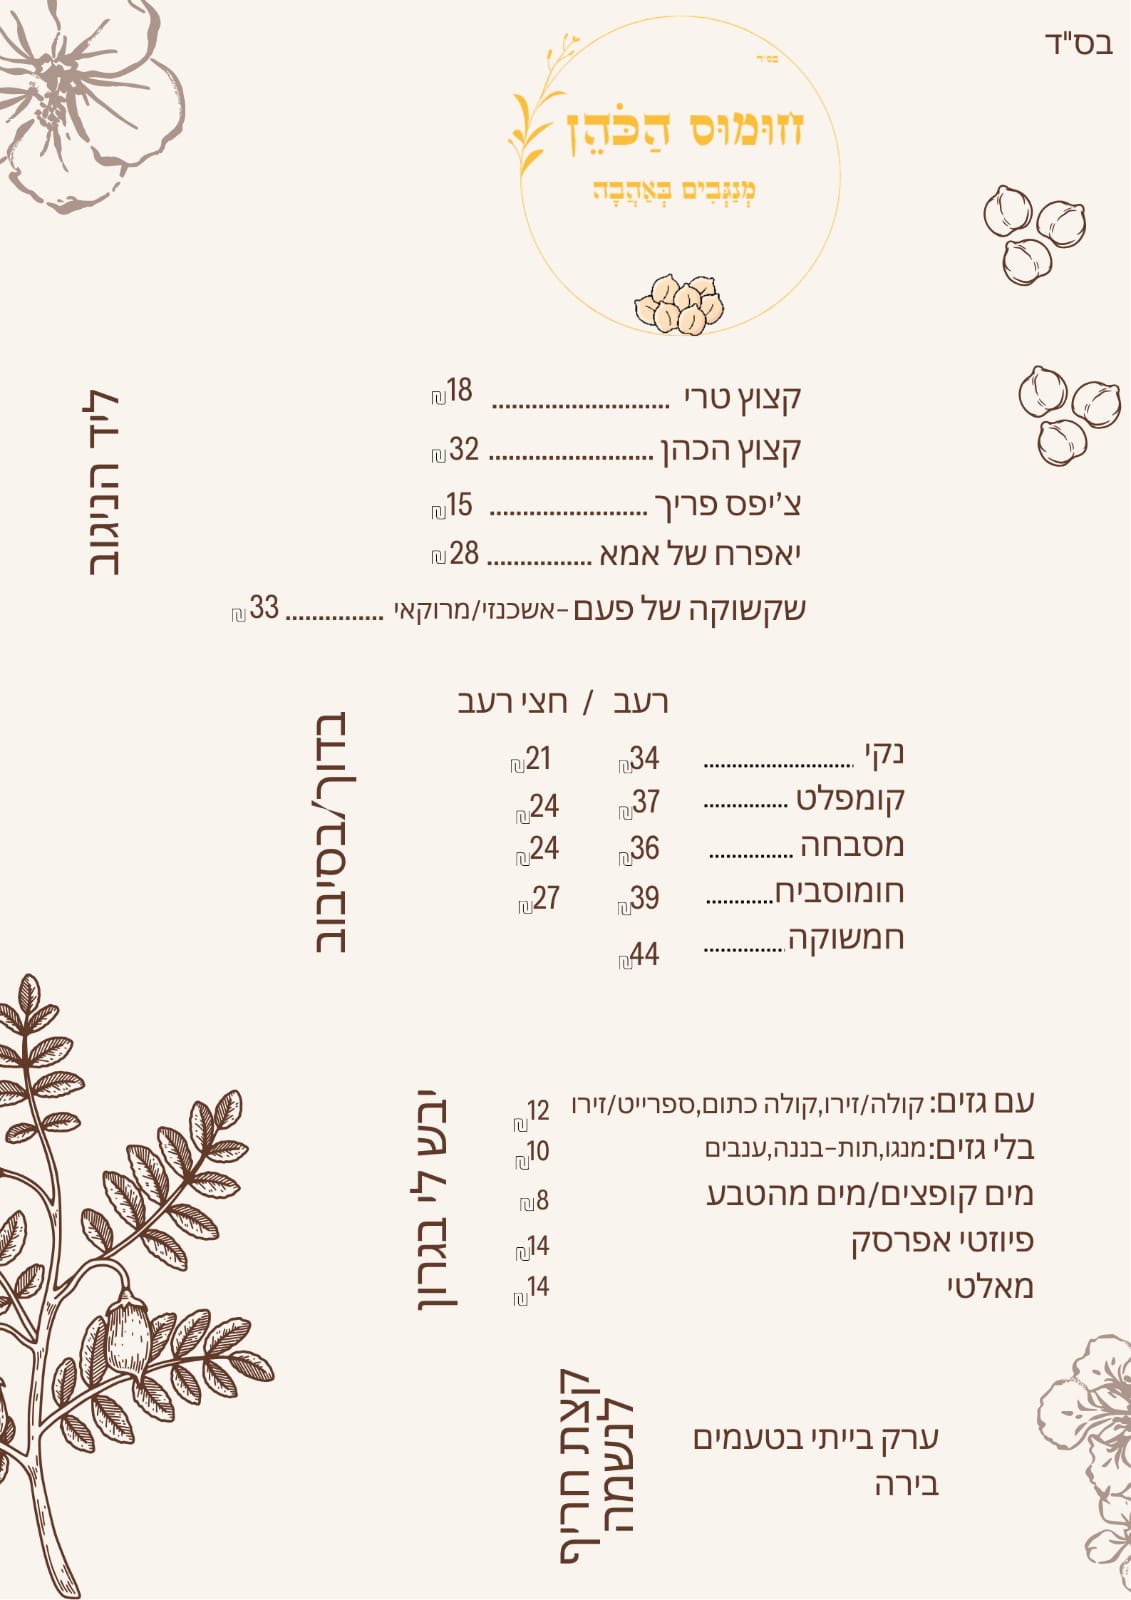 בס"ד
בס"ד
חוּמוּס הַכֹּהֵן
מְנַגְּבִים בְּאַהֲבָה
ליד הניגוב
קצוץ טרי ........................... 18₪
קצוץ הכהן ......................... 32₪
צ'יפס פריך ........................ 15₪
יאפרח של אמא ................ 28₪
שקשוקה של פעם-אשכנזי/מרוקאי ............... 33₪
בדוך/בסיבוב
רעב / חצי רעב
נקי ........................... 34₪ 21₪
קומפלט ............... 37₪ 24₪
מסבחה ............... 36₪ 24₪
חומוסביח............ 39₪ 27₪
חמשוקה.............. 44₪
יבש לי בגרון
עם גזים: קולה/זירו,קולה כתום,ספרייט/זירו 12₪
בלי גזים:מנגו,תות-בננה,ענבים 10₪
מים קופצים/מים מהטבע 8₪
פיוזטי אפרסק 14₪
מאלטי 14₪
קצת חריף
לנשמה
ערק בייתי בטעמים
בירה